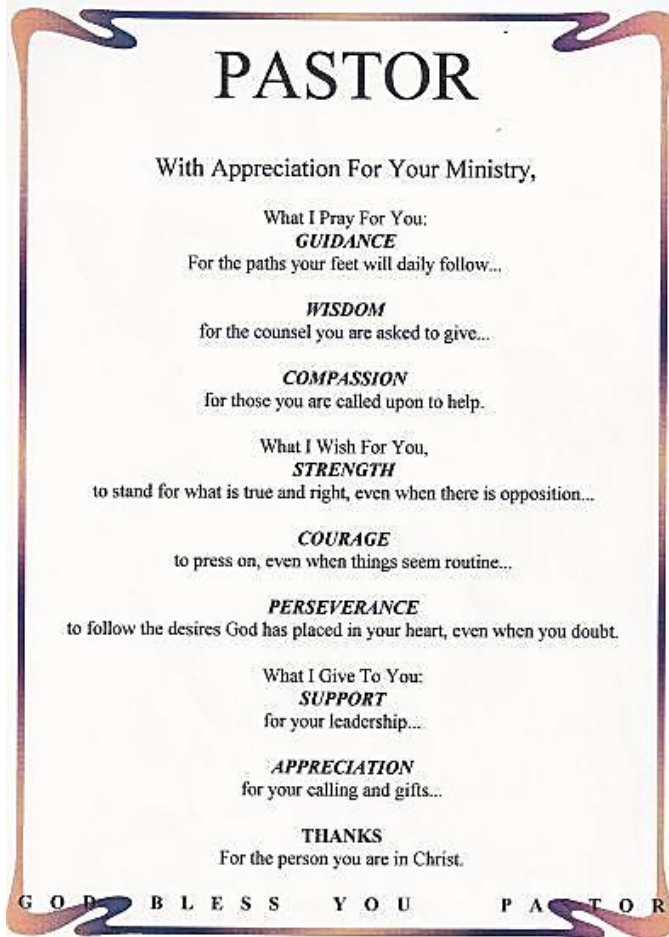 PASTOR
With Appreciation For Your Ministry,
What I Pray For You:
GUIDANCE
For the paths your feet will daily follow...
WISDOM
for the counsel you are asked to give...
COMPASSION
for those you are called upon to help.
What I Wish For You,
STRENGTH
to stand for what is true and right, even when there is opposition...
COURAGE
to press on, even when things seem routine...
PERSEVERANCE
to follow the desires God has placed in your heart, even when you doubt.
What I Give To You:
SUPPORT
for your leadership...
APPRECIATION
for your calling and gifts...
THANKS
For the person you are in Christ.
GOD BLESS YOU PASTOR